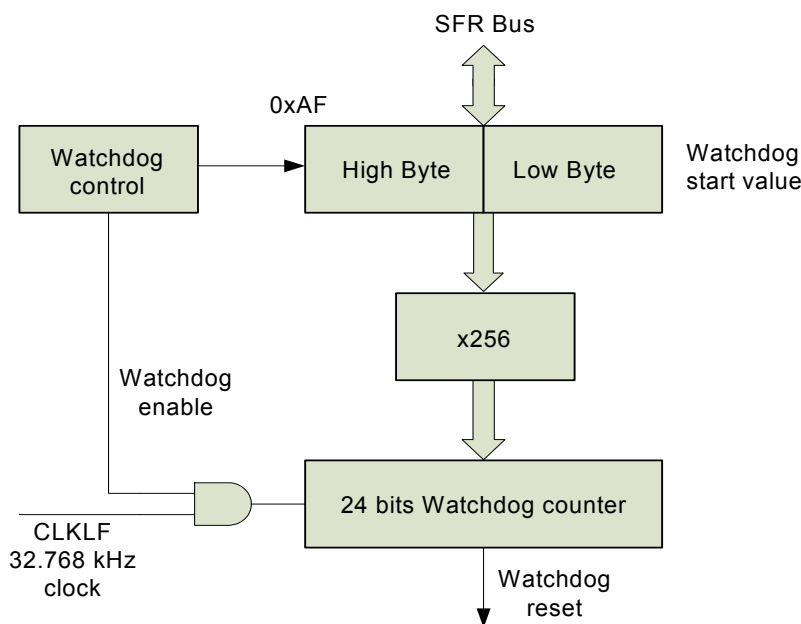 SFR Bus
0xAF
Watchdog
control
High Byte
Low Byte
Watchdog
start value
x256
Watchdog
enable
24 bits Watchdog counter
CLKLF
32.768 kHz
clock
Watchdog
reset